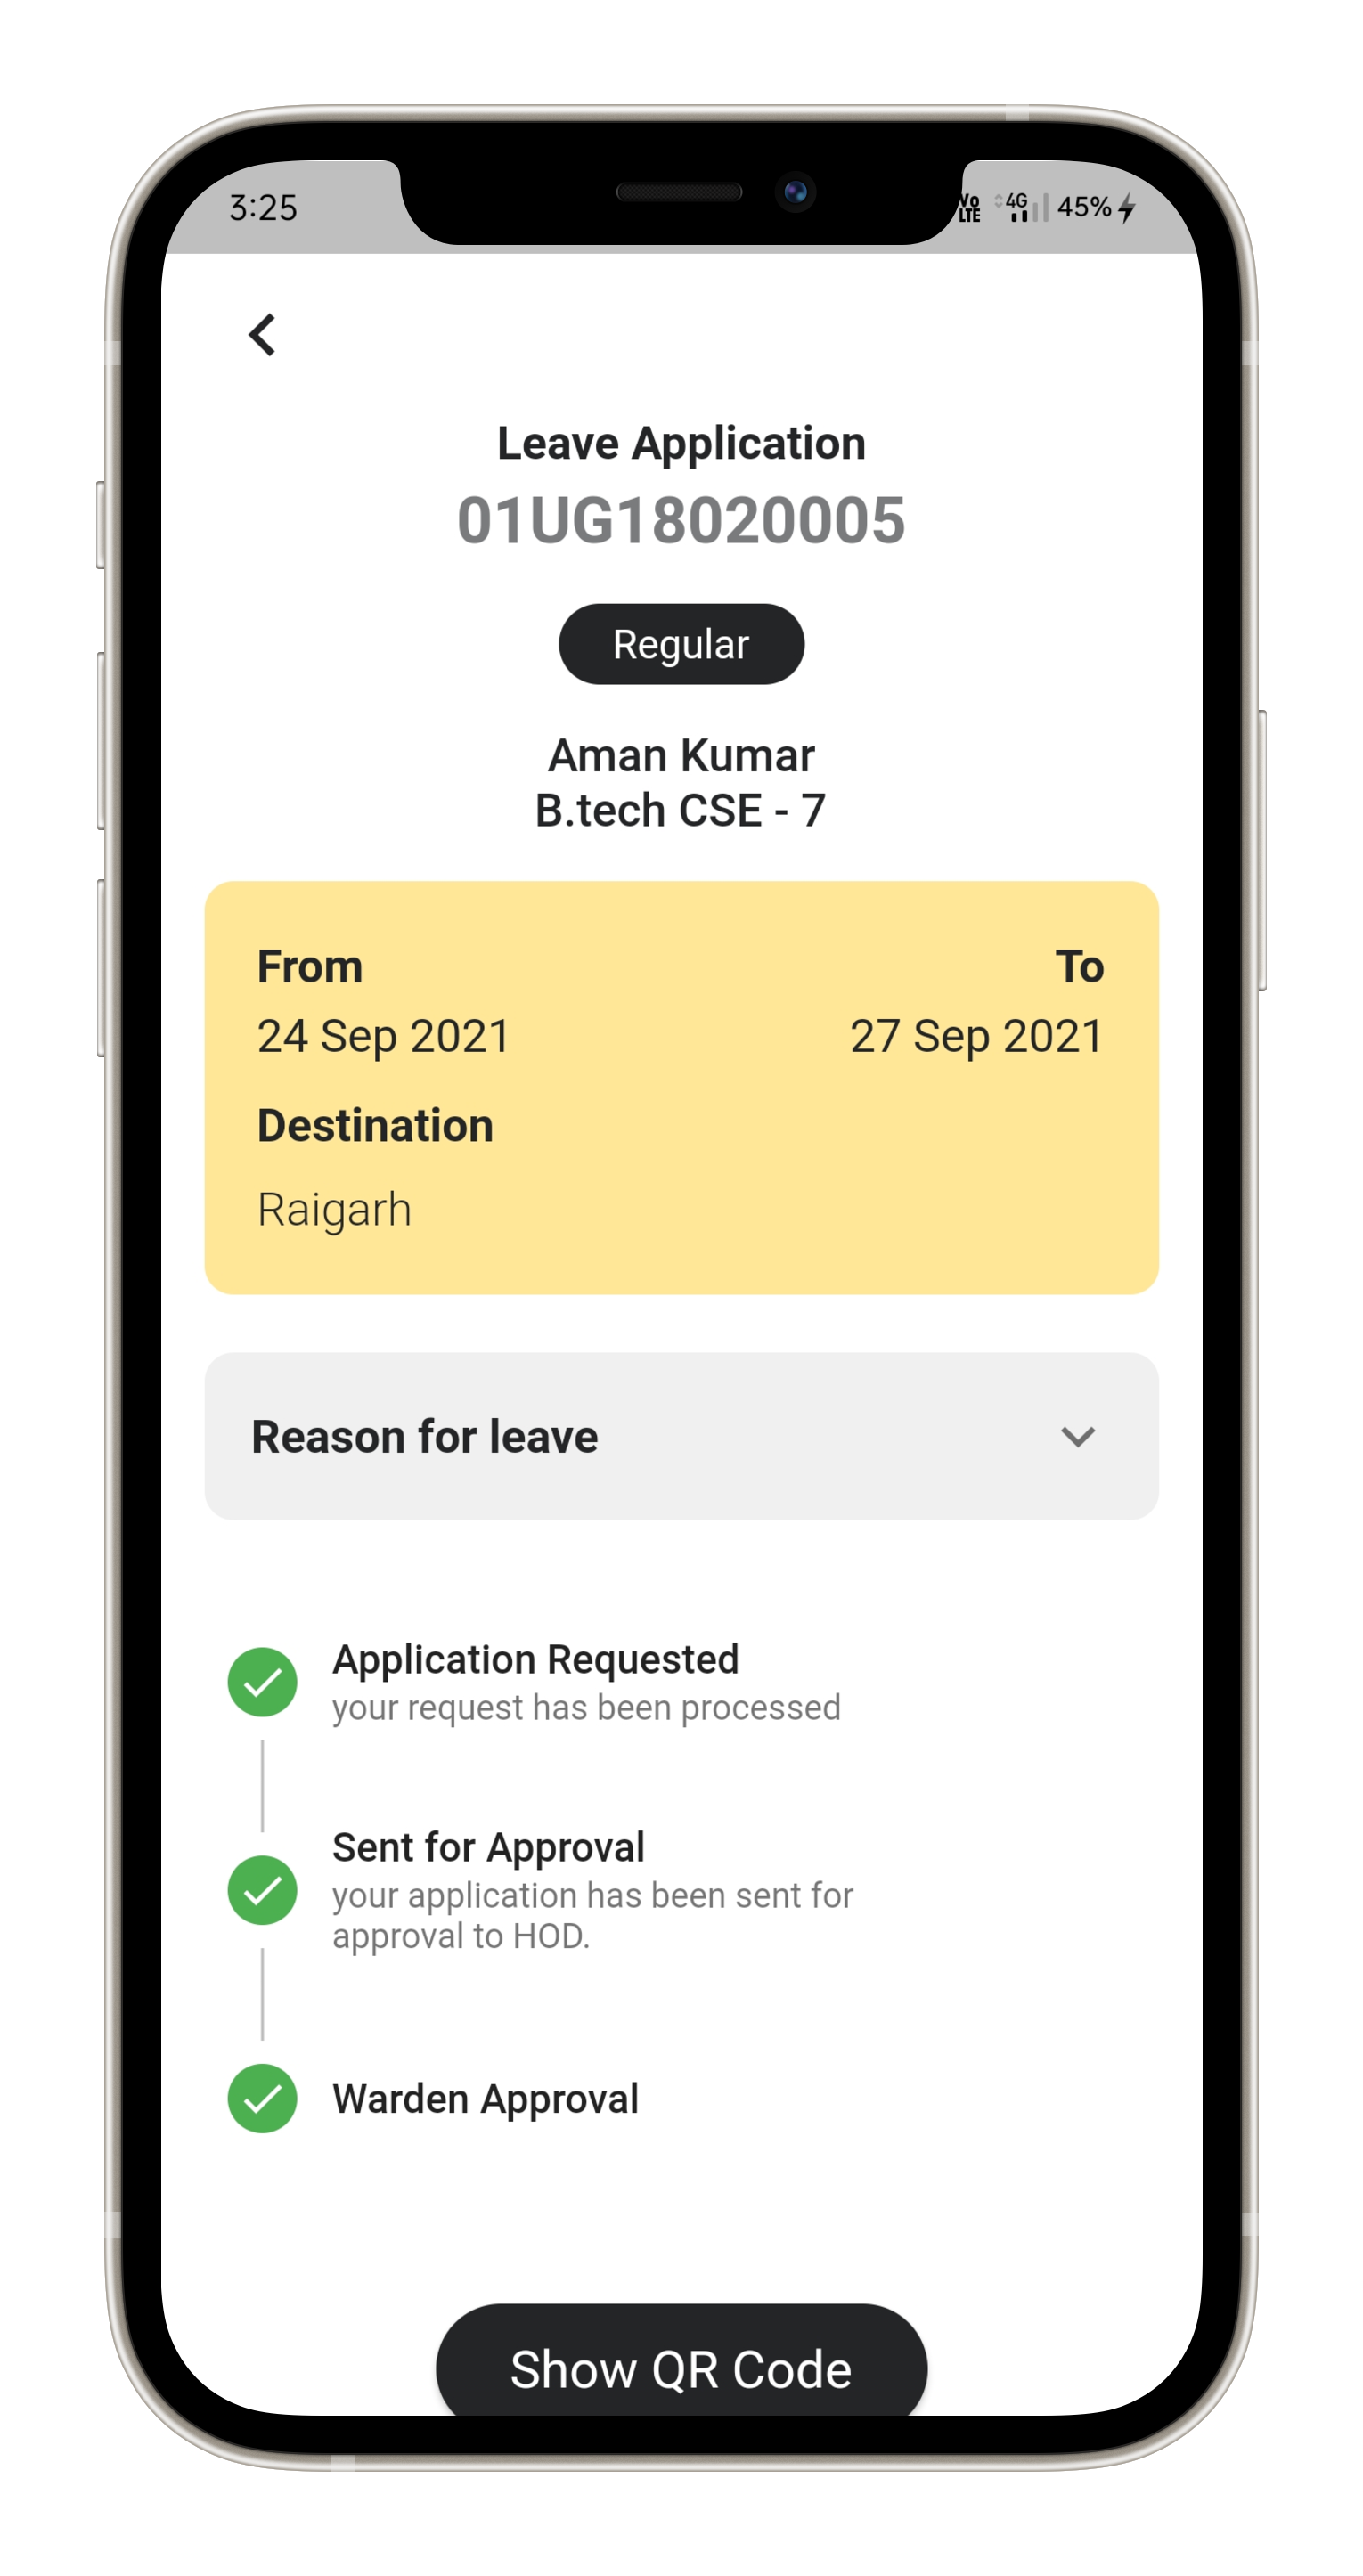 3:25
Vo LTE 4G 45%
Leave Application
01UG18020005
Regular
Aman Kumar
B.tech CSE - 7
From To
24 Sep 2021 27 Sep 2021
Destination
Raigarh
Reason for leave
Application Requested
your request has been processed
Sent for Approval
your application has been sent for
approval to HOD.
Warden Approval
Show QR Code